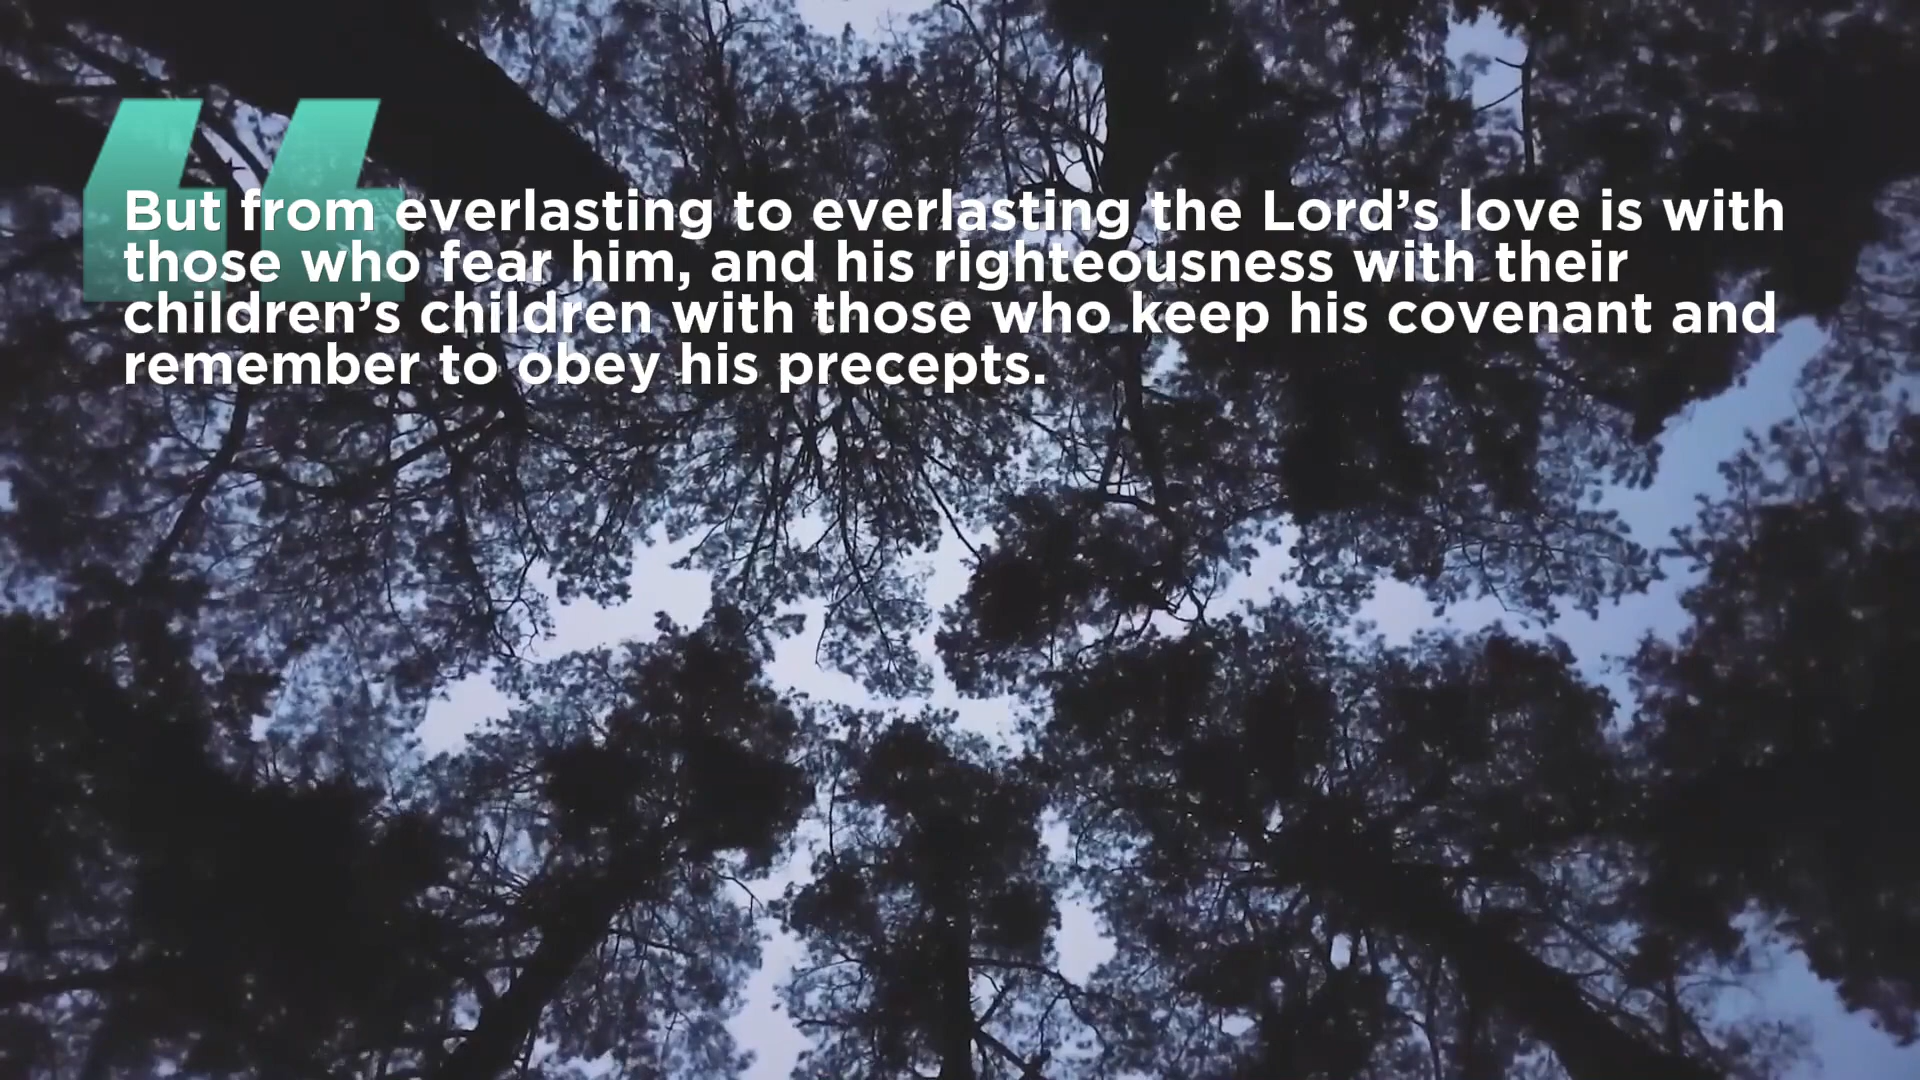 But from everlasting to everlasting the Lord’s love is with
those who fear him, and his righteousness with their
children’s children with those who keep his covenant and
remember to obey his precepts.